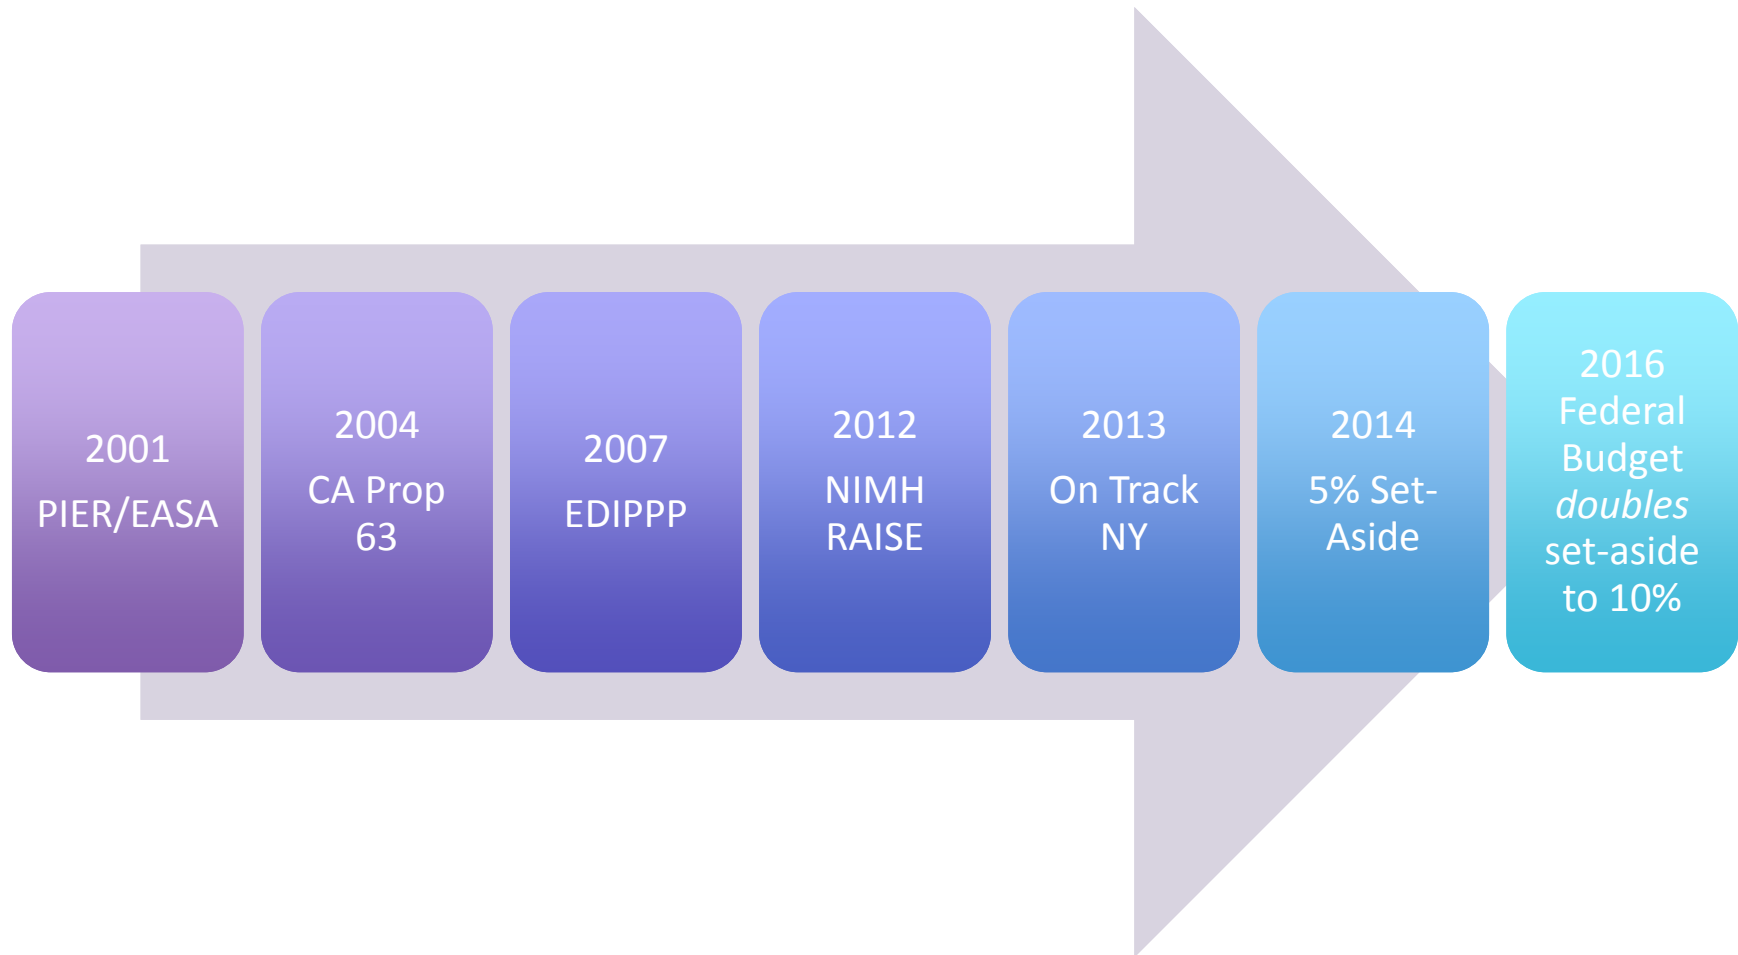 2001
PIER/EASA
2004
CA Prop
63
2007
EDIPPP
2012
NIMH
RAISE
2013
On Track
NY
2014
5% Set-
Aside
2016
Federal
Budget
doubles
set-aside
to 10%